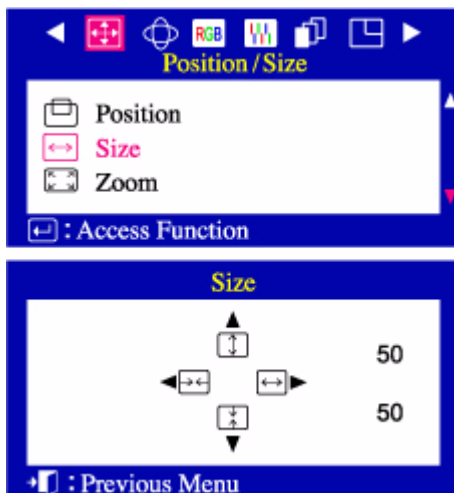 RGB
Position / Size
Position
Size
Zoom
: Access Function
Size
50
50
: Previous Menu